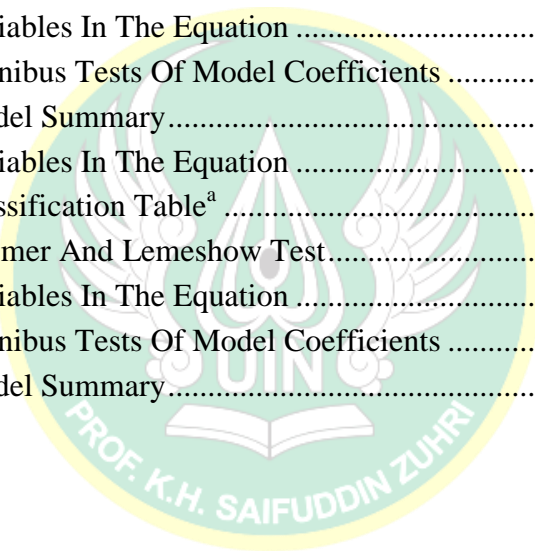 iables In The Equation ..............................
nibus Tests Of Model Coefficients ...........
del Summary.............................................
iables In The Equation ..............................
ssification Tableᵃ ......................................
mer And Lemeshow Test..........................
iables In The Equation ..............................
nibus Tests Of Model Coefficients ...........
del Summary.............................................
UIN
PROF. K.H. SAIFUDDIN ZUHRI